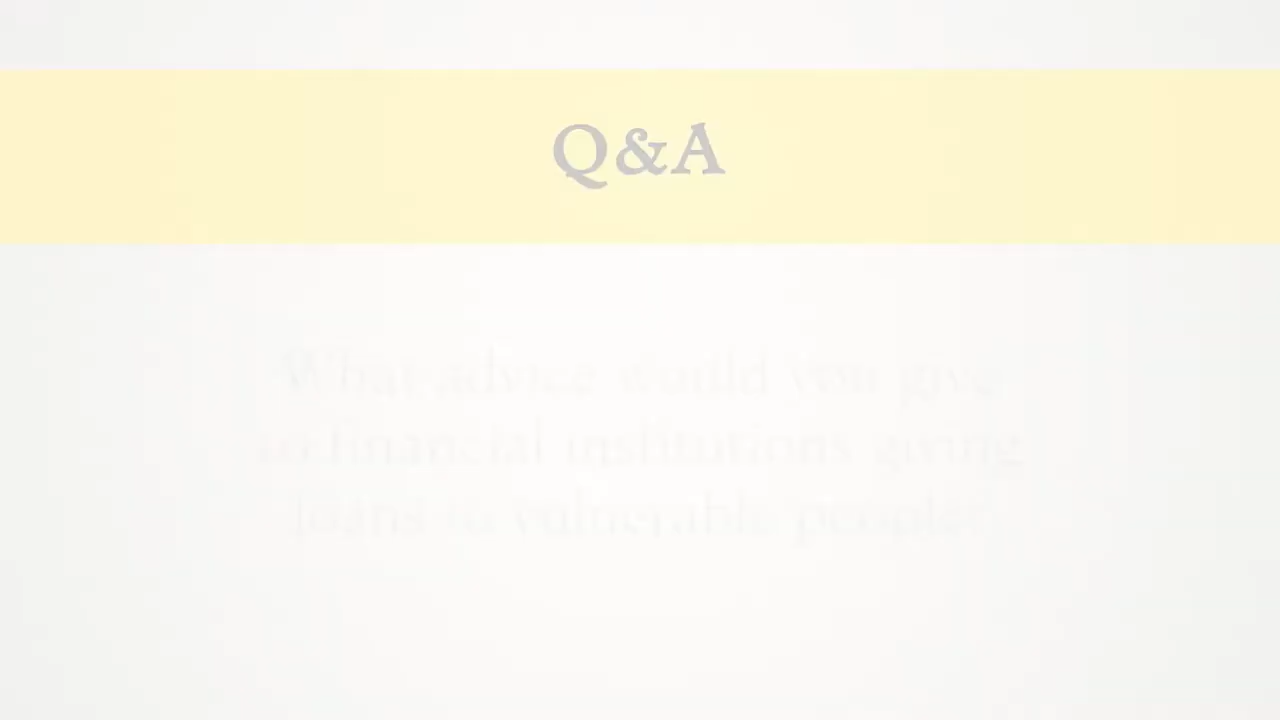 Q&A
What advice would you give
to financial institutions giving
loans to vulnerable people?